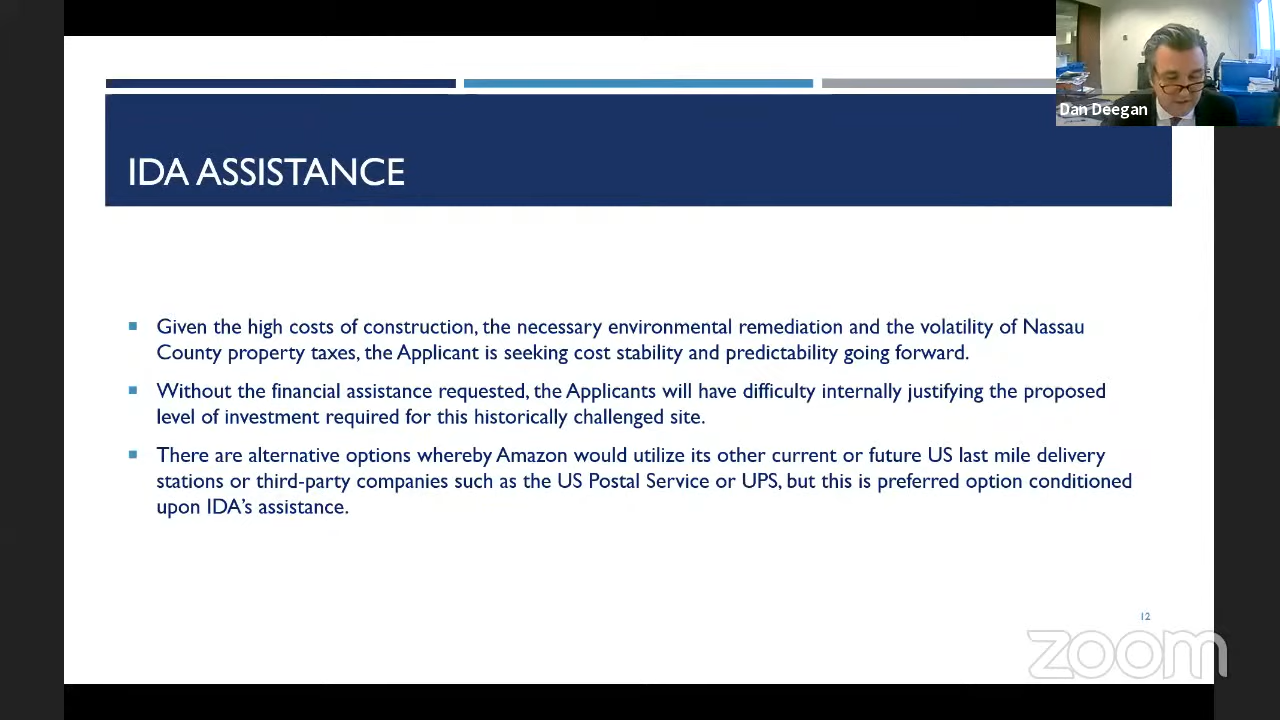 Dan Deegan
IDA ASSISTANCE
Given the high costs of construction, the necessary environmental remediation and the volatility of Nassau
County property taxes, the Applicant is seeking cost stability and predictability going forward.
Without the financial assistance requested, the Applicants will have difficulty internally justifying the proposed
level of investment required for this historically challenged site.
There are alternative options whereby Amazon would utilize its other current or future US last mile delivery
stations or third-party companies such as the US Postal Service or UPS, but this is preferred option conditioned
upon IDA's assistance.
12
zoom